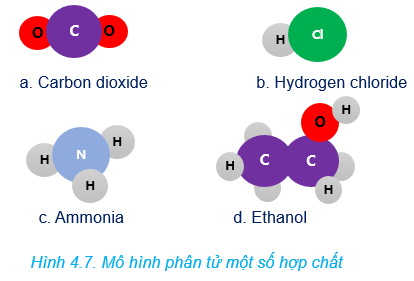 O C O
H Cl
a. Carbon dioxide
b. Hydrogen chloride
H N H
H
O H
H C C
H
c. Ammonia
d. Ethanol
Hình 4.7. Mô hình phân tử một số hợp chất